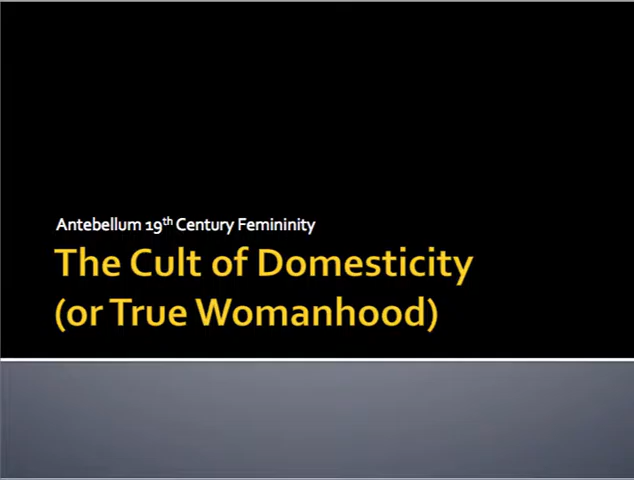 Antebellum 19th Century Femininity
The Cult of Domesticity
(or True Womanhood)